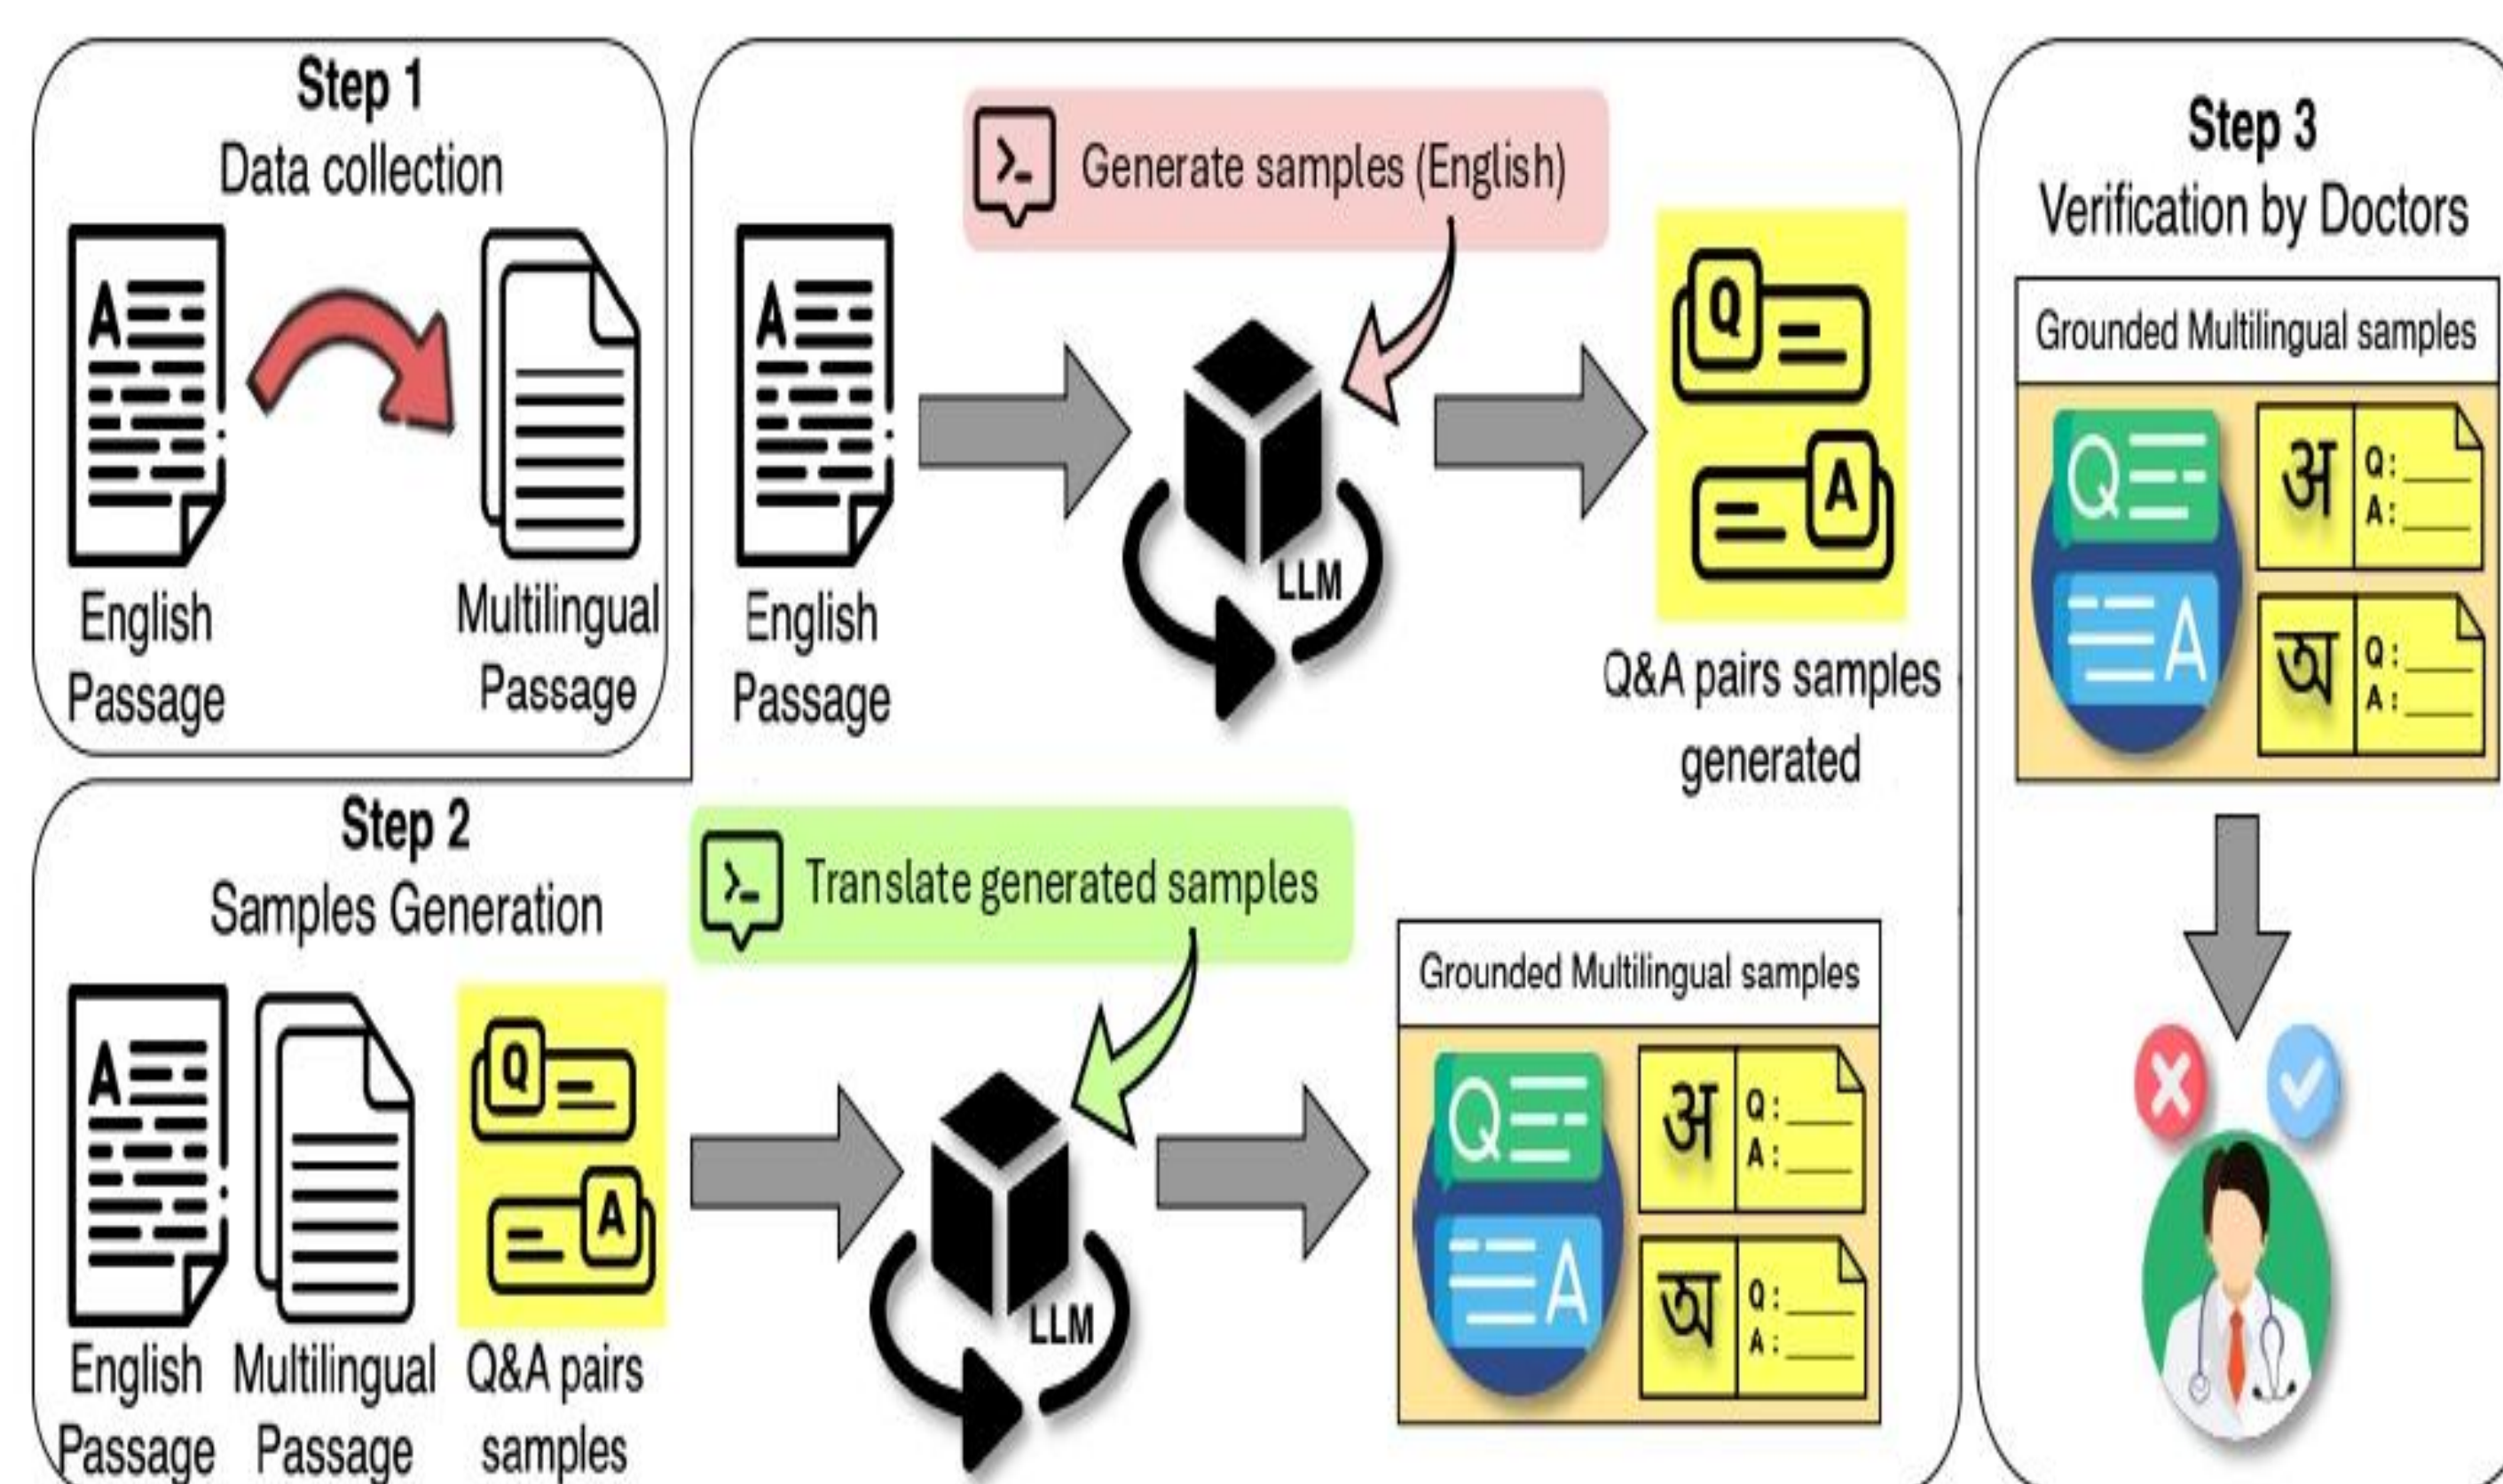 Step 1
Data collection
A
English
Passage
Multilingual
Passage
Generate samples (English)
A
English
Passage
LLM
Q
A
Q&A pairs samples
generated
Step 2
Samples Generation
A
English
Passage
Multilingual
Passage
Q
A
Q&A pairs
samples
Translate generated samples
LLM
Grounded Multilingual samples
Q
A
अ
Q :
A :
অ
Q :
A :
Step 3
Verification by Doctors
Grounded Multilingual samples
Q
A
अ
Q :
A :
অ
Q :
A :